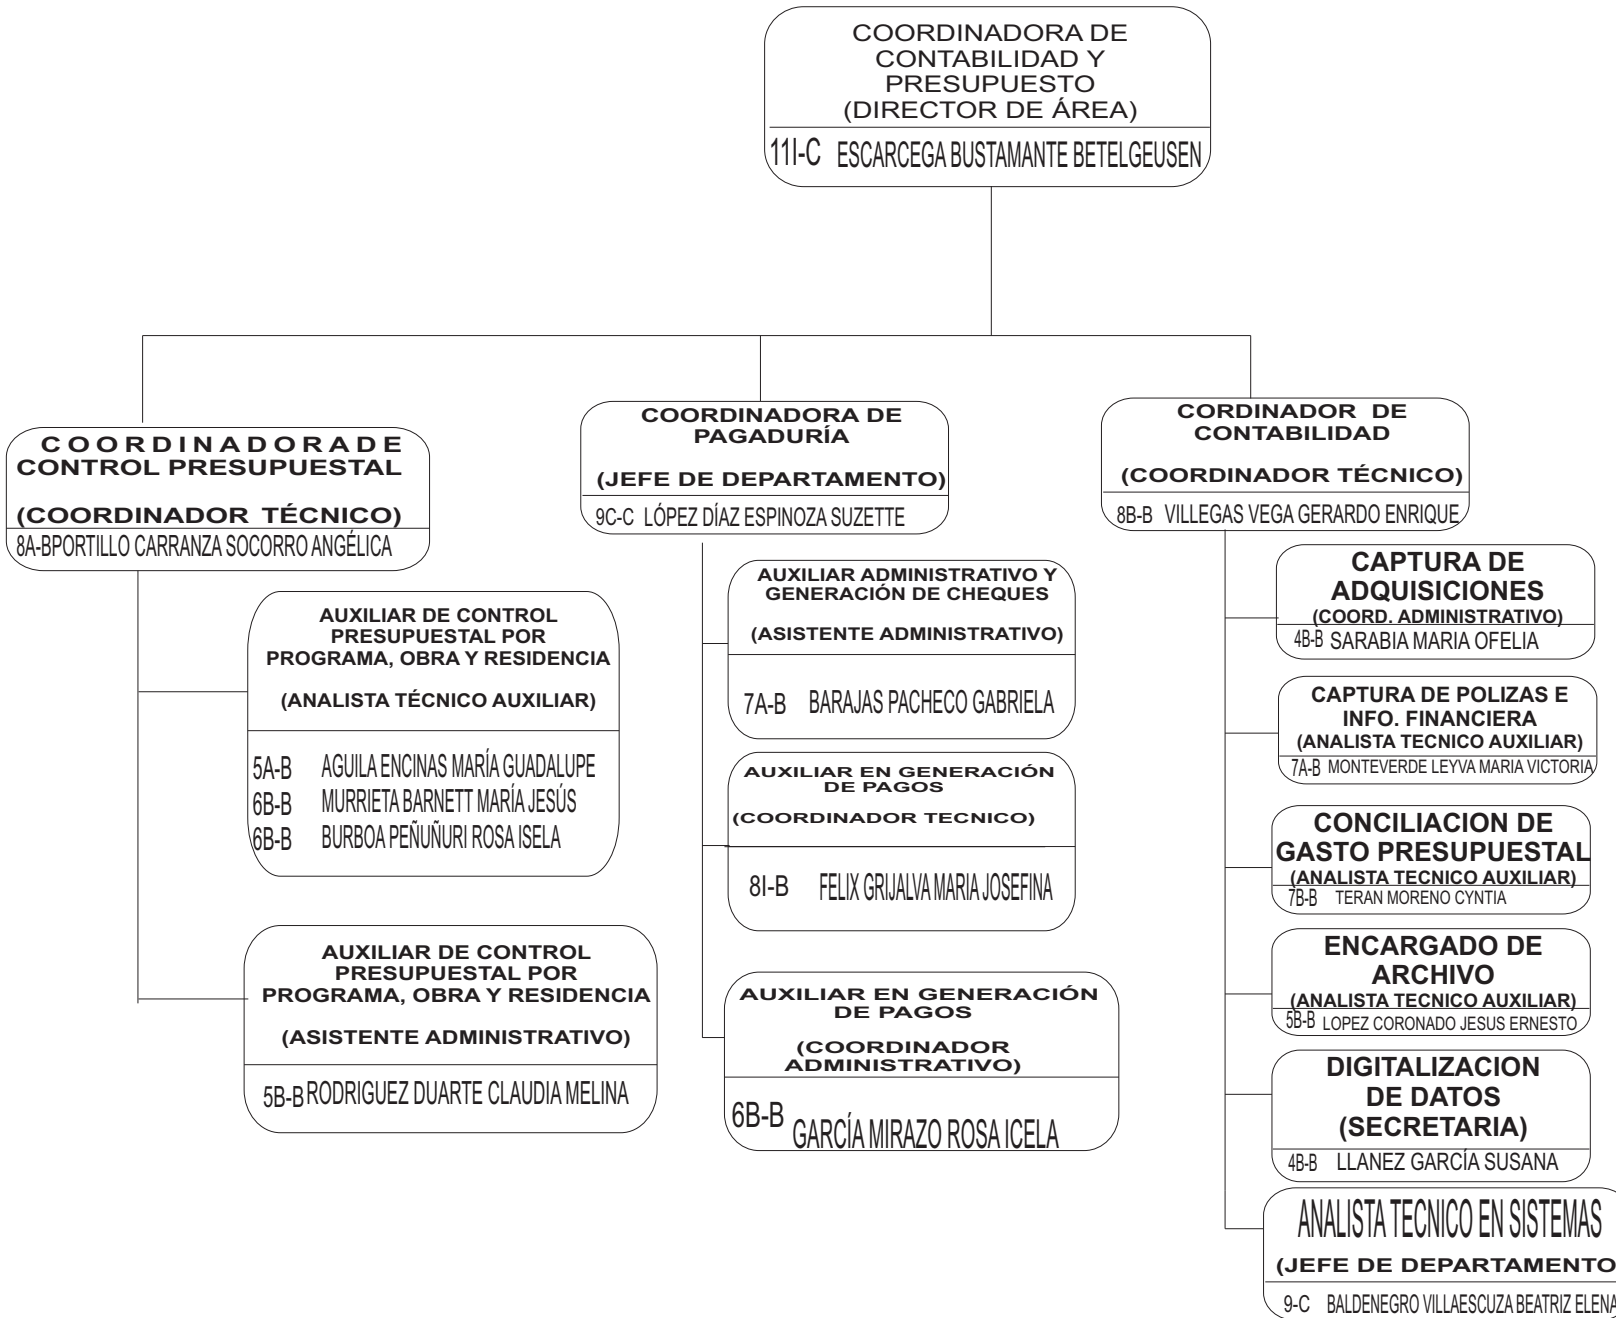 COORDINADORA DE
CONTABILIDAD Y
PRESUPUESTO
(DIRECTOR DE ÁREA)
11I-C ESCARCEGA BUSTAMANTE BETELGEUSEN
COORDINADORADE
CONTROL PRESUPUESTAL
(COORDINADOR TÉCNICO)
8A-BPORTILLO CARRANZA SOCORRO ANGÉLICA
AUXILIAR DE CONTROL
PRESUPUESTAL POR
PROGRAMA, OBRA Y RESIDENCIA
(ANALISTA TÉCNICO AUXILIAR)
5A-B AGUILA ENCINAS MARÍA GUADALUPE
6B-B MURRIETA BARNETT MARÍA JESÚS
6B-B BURBOA PEÑUÑURI ROSA ISELA
AUXILIAR DE CONTROL
PRESUPUESTAL POR
PROGRAMA, OBRA Y RESIDENCIA
(ASISTENTE ADMINISTRATIVO)
5B-B RODRIGUEZ DUARTE CLAUDIA MELINA
COORDINADORA DE
PAGADURÍA
(JEFE DE DEPARTAMENTO)
9C-C LÓPEZ DÍAZ ESPINOZA SUZETTE
AUXILIAR ADMINISTRATIVO Y
GENERACIÓN DE CHEQUES
(ASISTENTE ADMINISTRATIVO)
7A-B BARAJAS PACHECO GABRIELA
AUXILIAR EN GENERACIÓN
DE PAGOS
(COORDINADOR TECNICO)
8I-B FELIX GRIJALVA MARIA JOSEFINA
AUXILIAR EN GENERACIÓN
DE PAGOS
(COORDINADOR
ADMINISTRATIVO)
6B-B GARCÍA MIRAZO ROSA ICELA
CORDINADOR DE
CONTABILIDAD
(COORDINADOR TÉCNICO)
8B-B VILLEGAS VEGA GERARDO ENRIQUE
CAPTURA DE
ADQUISICIONES
(COORD. ADMINISTRATIVO)
4B-B SARABIA MARIA OFELIA
CAPTURA DE POLIZAS E
INFO. FINANCIERA
(ANALISTA TECNICO AUXILIAR)
7A-B MONTEVERDE LEYVA MARIA VICTORIA
CONCILIACION DE
GASTO PRESUPUESTAL
(ANALISTA TECNICO AUXILIAR)
7B-B TERAN MORENO CYNTIA
ENCARGADO DE
ARCHIVO
(ANALISTA TECNICO AUXILIAR)
5B-B LOPEZ CORONADO JESUS ERNESTO
DIGITALIZACION
DE DATOS
(SECRETARIA)
4B-B LLANEZ GARCÍA SUSANA
ANALISTA TECNICO EN SISTEMAS
(JEFE DE DEPARTAMENTO
9-C BALDENEGRO VILLAESCUZA BEATRIZ ELENA